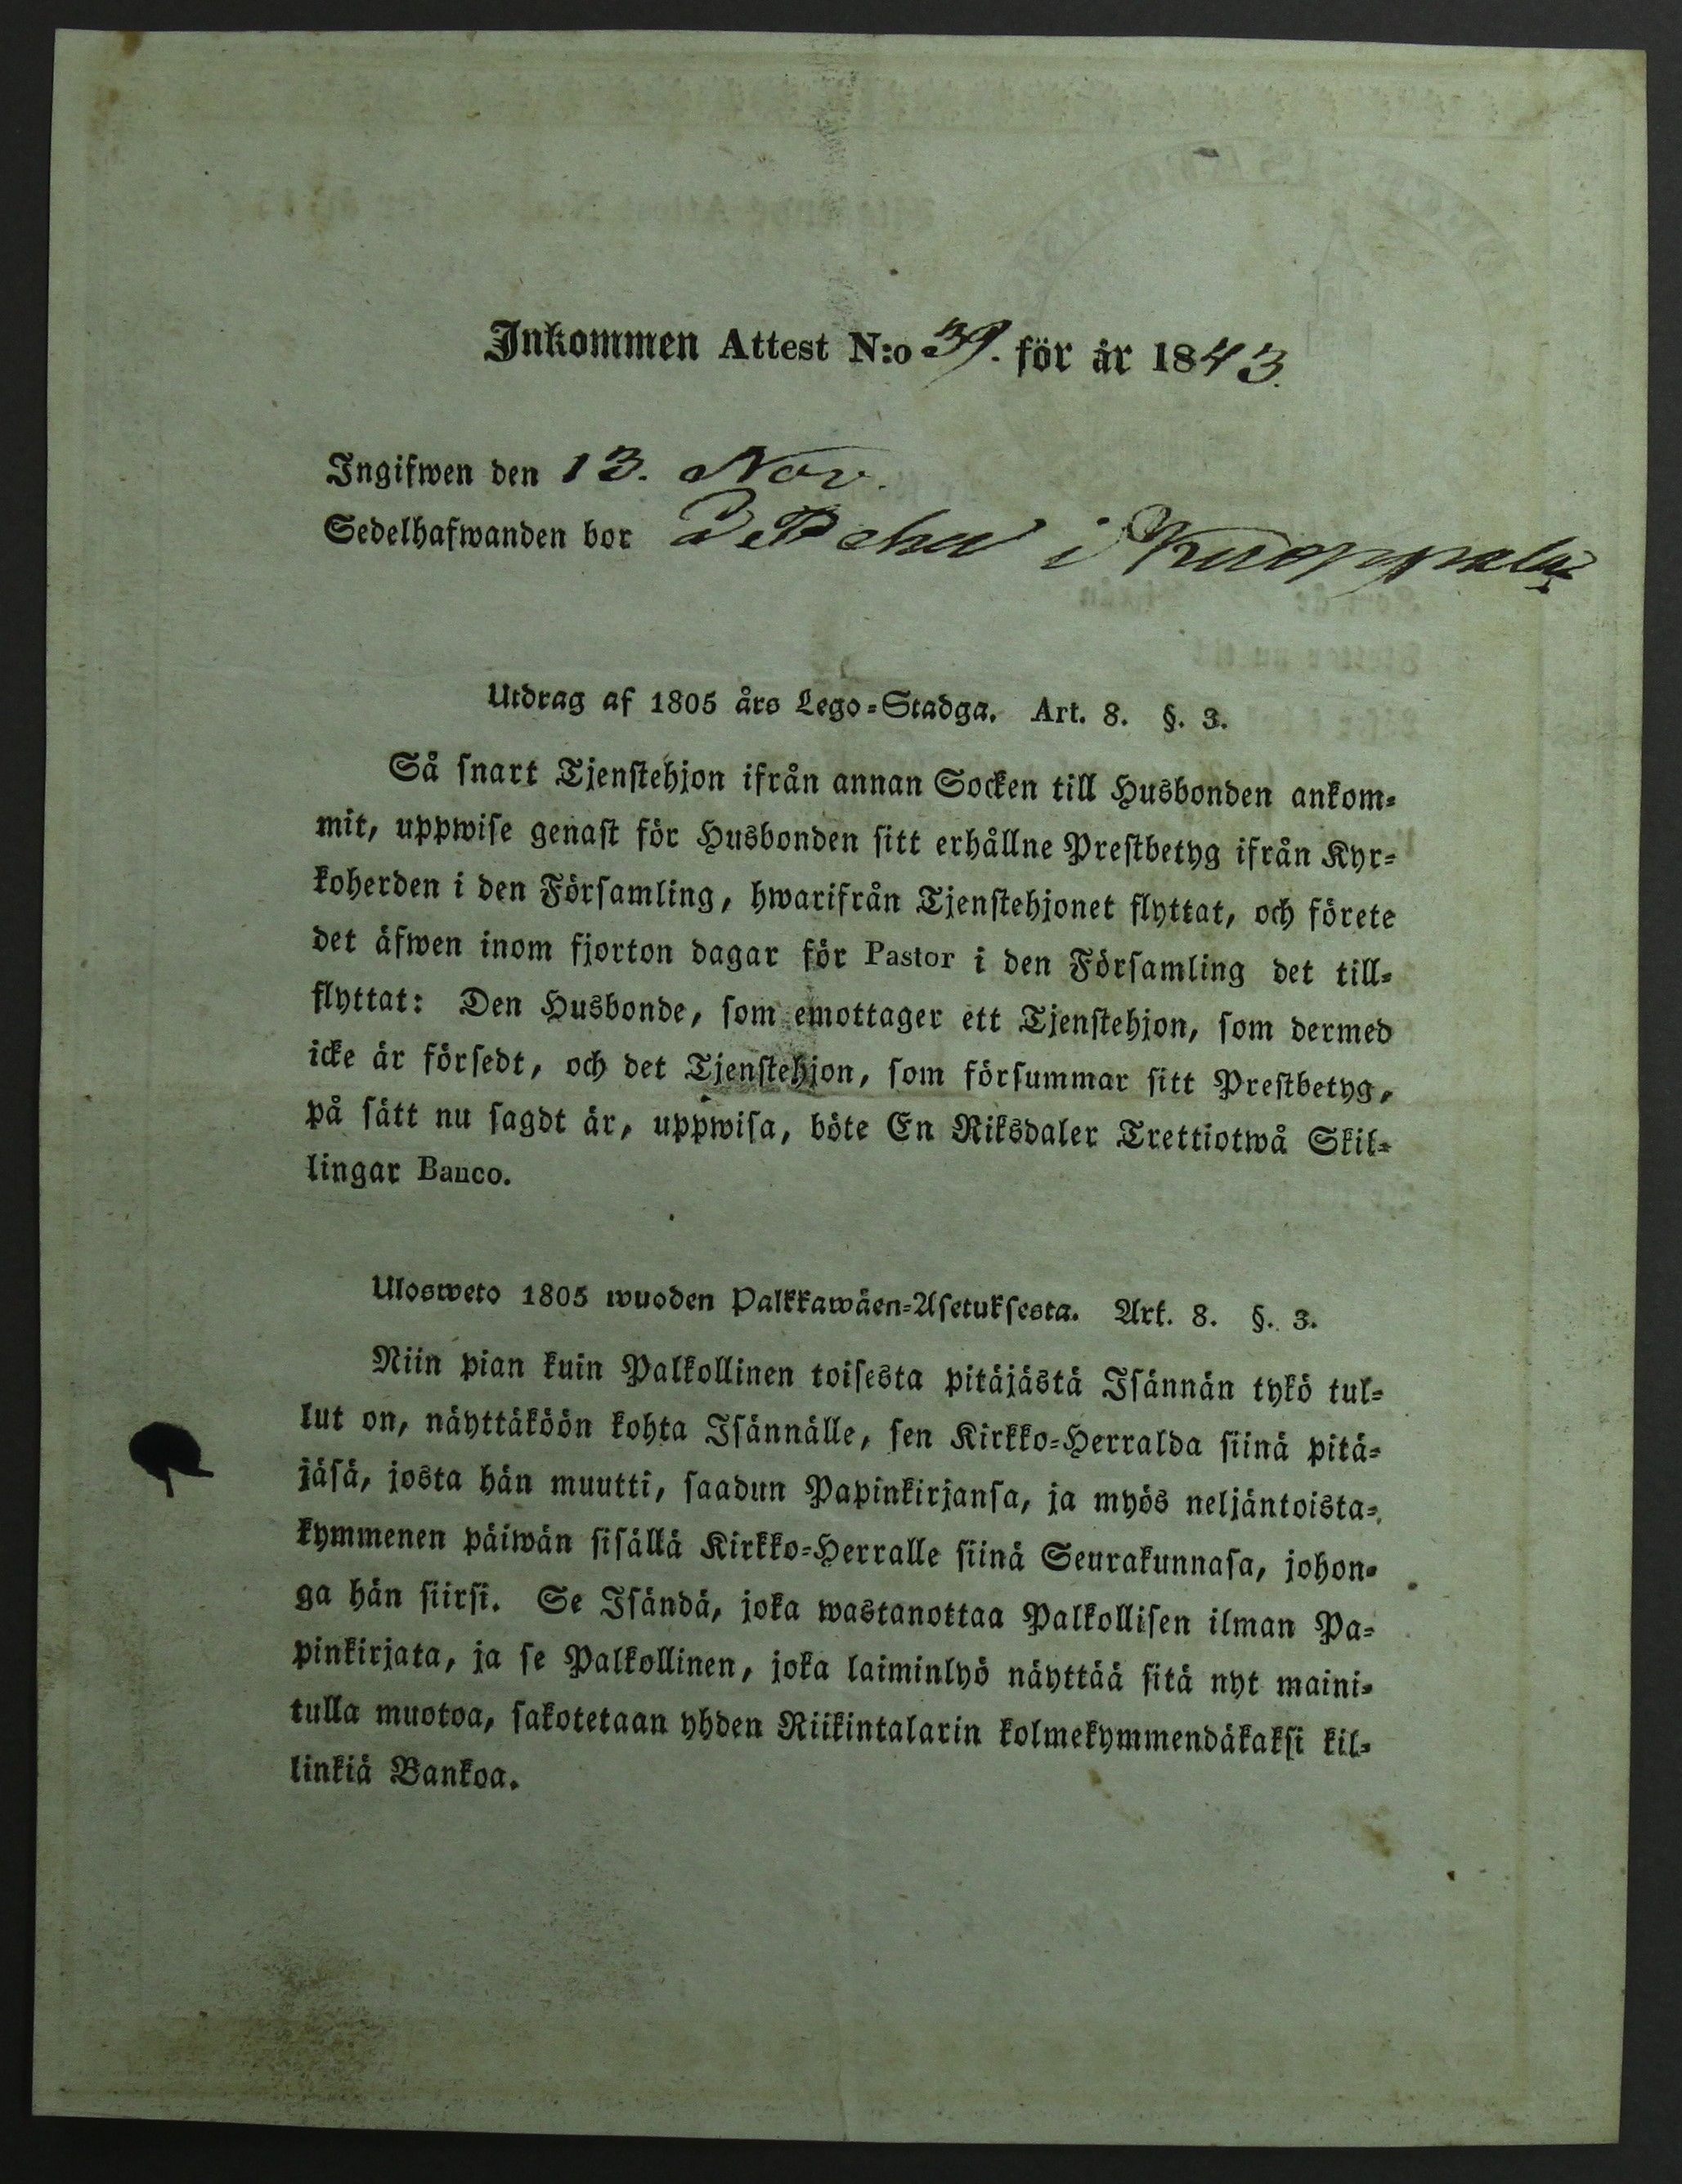 Inkommen Attest N:o 39. för år 1843.
Ingifwen den 13. Nov.
Sedelhafwanden bor i Knoppala
Utdrag af 1805 års Lego-Stadga. Art. 8. §. 3.
Så snart Tjenstehjon ifrån annan Socken till Husbonden ankom-
mit, uppwise genast för Husbonden sitt erhållne Prestbetyg ifrån Kyr-
koherden i den Församling, hwarifrån Tjenstehjonet flyttat, och förete
det äfwen inom fjorton dagar för Pastor i den Församling det till-
flyttat: Den Husbonde, som emottager ett Tjenstehjon, som dermed
icke är försedt, och det Tjenstehjon, som försummar sitt Prestbetyg,
på sätt nu sagdt är, uppwisa, böte En Riksdaler Trettiotwå Skil-
lingar Banco.
Ulosweto 1805 wuoden Palkkawäen-Asetuksesta. Art. 8. §. 3.
Niin pian kuin Palkollinen toisesta pitäjästä Isännän tykö tul-
lut on, näyttäköön kohta Isännälle, sen Kirkko-Herralda siinä pitä-
jäsä, josta hän muutti, saadun Papinkirjansa, ja myös neljäntoista-
kymmenen päiwän sisällä Kirkko-Herralle siinä Seurakunnasa, johon-
ga hän siirsi. Se Isändä, joka wastanottaa Palkollisen ilman Pa-
pinkirjata, ja se Palkollinen, joka laiminlyö näyttää sitä nyt maini-
tulla muotoa, sakotetaan yhden Riikintalarin kolmekymmendäkaksi kil-
linkiä Bankoa.